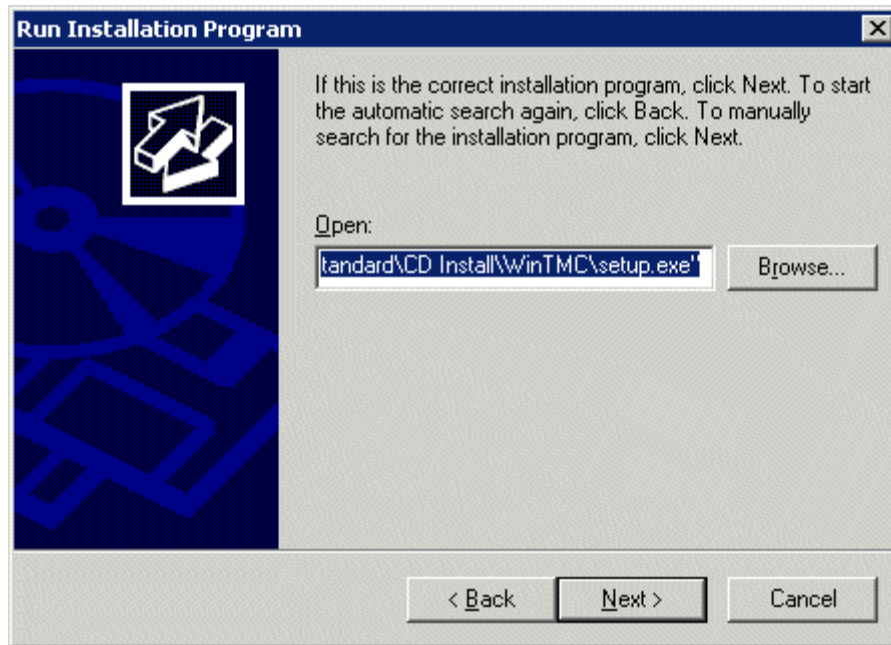 Run Installation Program
If this is the correct installation program, click Next. To start
the automatic search again, click Back. To manually
search for the installation program, click Next.
Open:
tandard\CD Install\WinTMC\setup.exe"
Browse...
< Back
Next >
Cancel